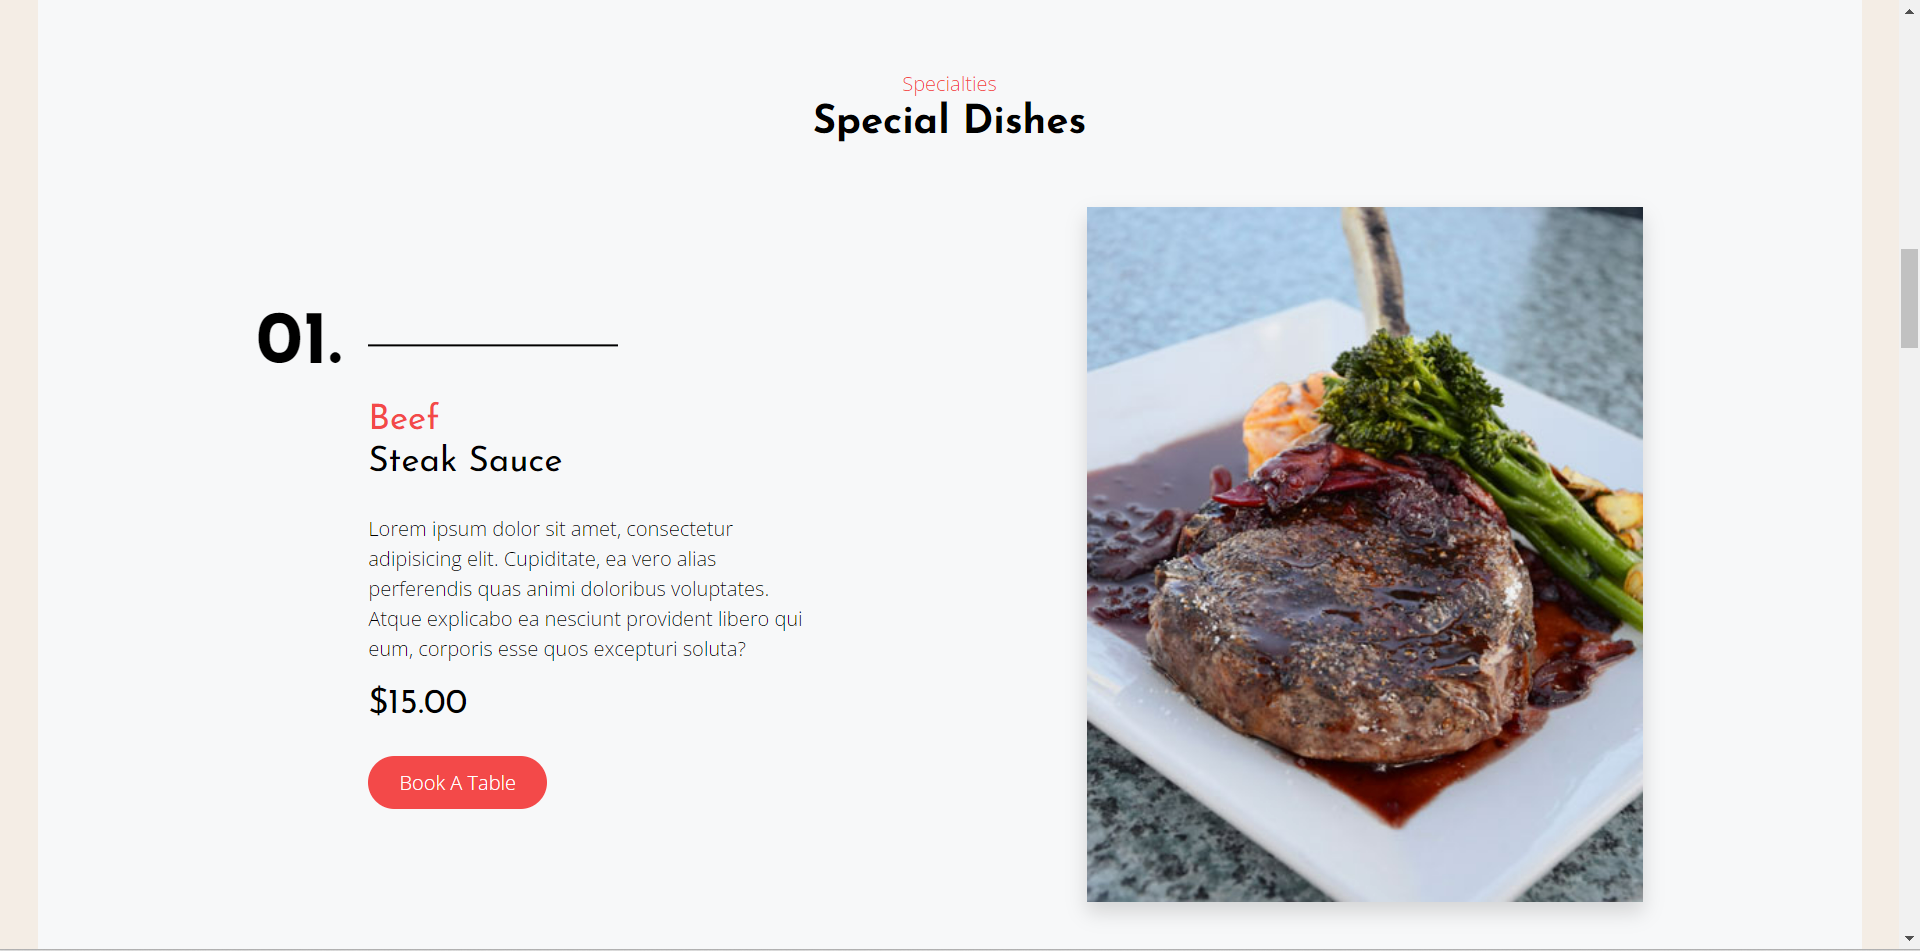 Specialties
Special Dishes
01.
Beef
Steak Sauce
Lorem ipsum dolor sit amet, consectetur
adipisicing elit. Cupiditate, ea vero alias
perferendis quas animi doloribus voluptates.
Atque explicabo ea nesciunt provident libero qui
eum, corporis esse quos excepturi soluta?
$15.00
Book A Table